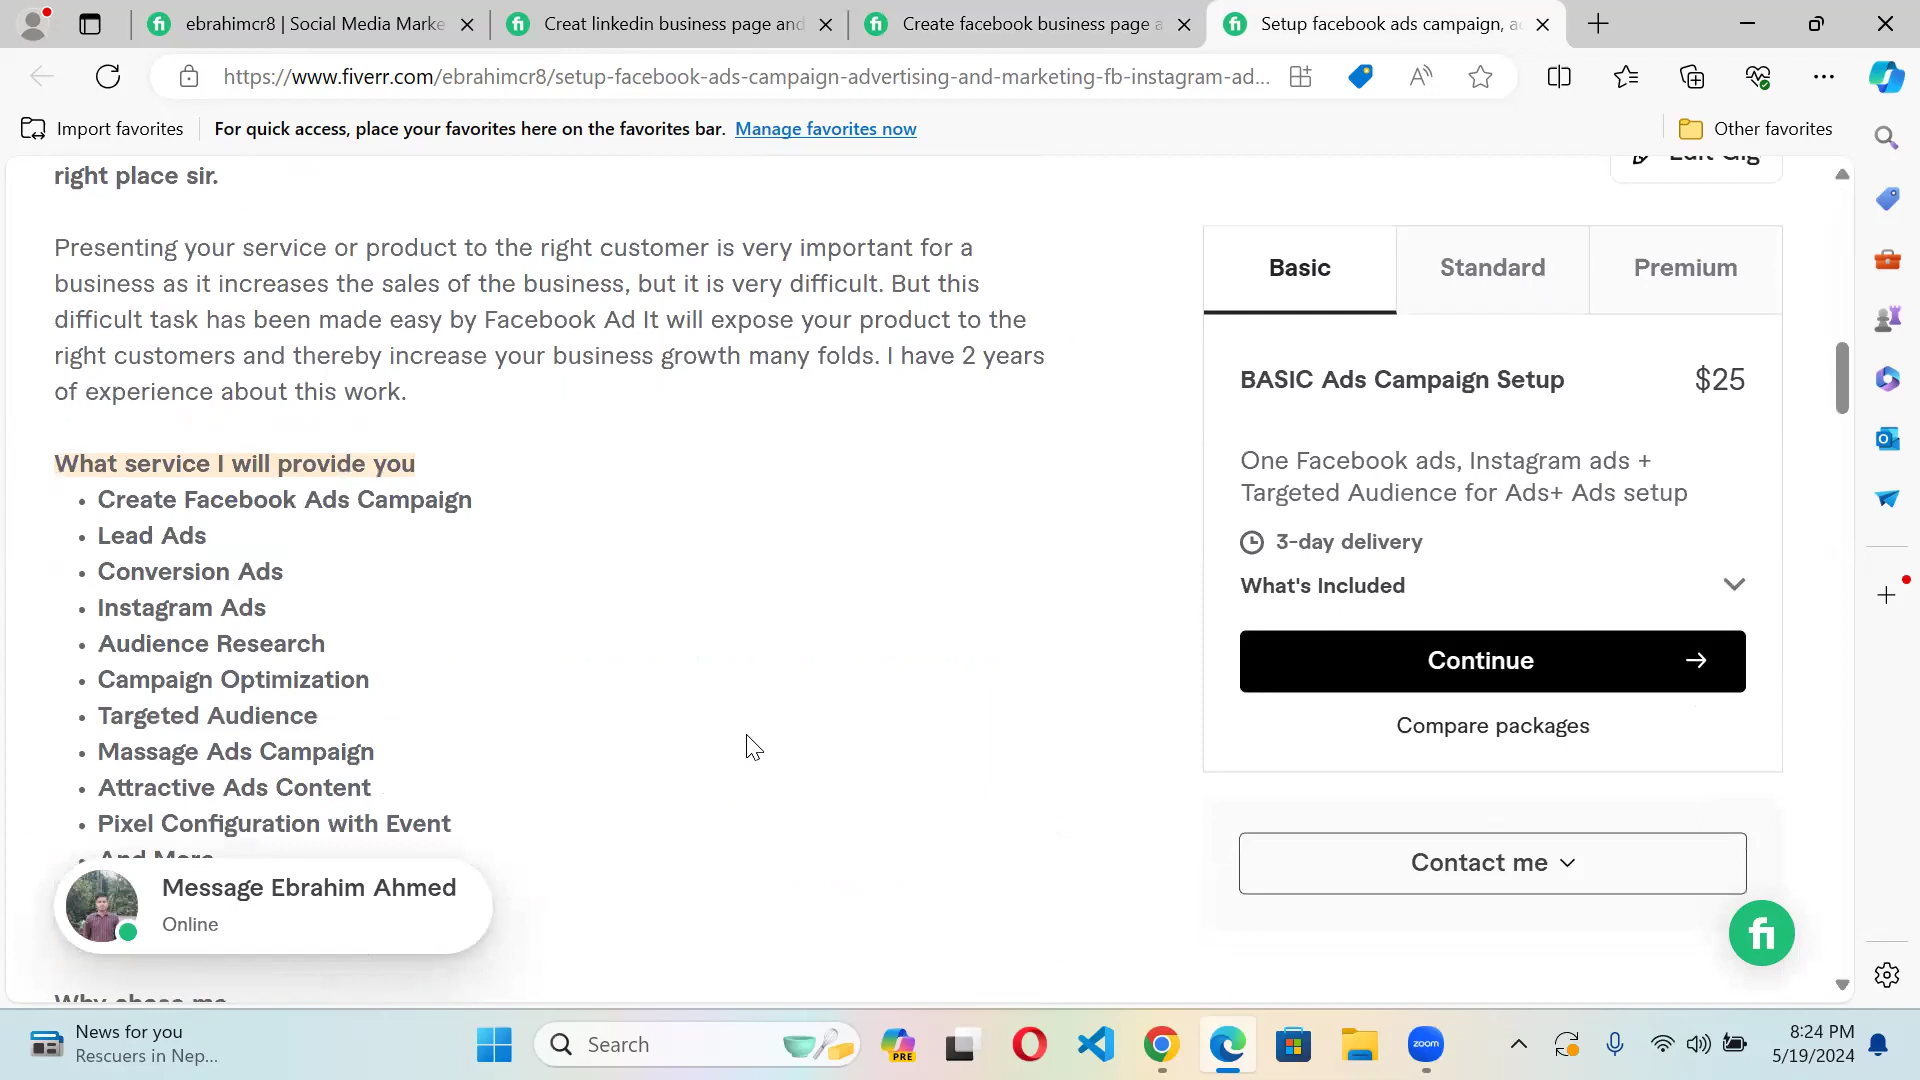 ebrahimcr8 | Social Media Marke
Creat linkedin business page and
Create facebook business page a
Setup facebook ads campaign, a
https://www.fiverr.com/ebrahimcr8/setup-facebook-ads-campaign-advertising-and-marketing-fb-instagram-ad...
Import favorites
For quick access, place your favorites here on the favorites bar. Manage favorites now
Other favorites
right place sir.
Edit Gig
Presenting your service or product to the right customer is very important for a
business as it increases the sales of the business, but it is very difficult. But this
difficult task has been made easy by Facebook Ad It will expose your product to the
right customers and thereby increase your business growth many folds. I have 2 years
of experience about this work.
What service I will provide you
• Create Facebook Ads Campaign
• Lead Ads
• Conversion Ads
• Instagram Ads
• Audience Research
• Campaign Optimization
• Targeted Audience
• Massage Ads Campaign
• Attractive Ads Content
• Pixel Configuration with Event
• And More
Message Ebrahim Ahmed
Online
Why chose me
Basic
Standard
Premium
BASIC Ads Campaign Setup
$25
One Facebook ads, Instagram ads +
Targeted Audience for Ads+ Ads setup
3-day delivery
What's Included
Continue
Compare packages
Contact me
fi
News for you
Rescuers in Nep...
Search
PRE
zoom
8:24 PM
5/19/2024